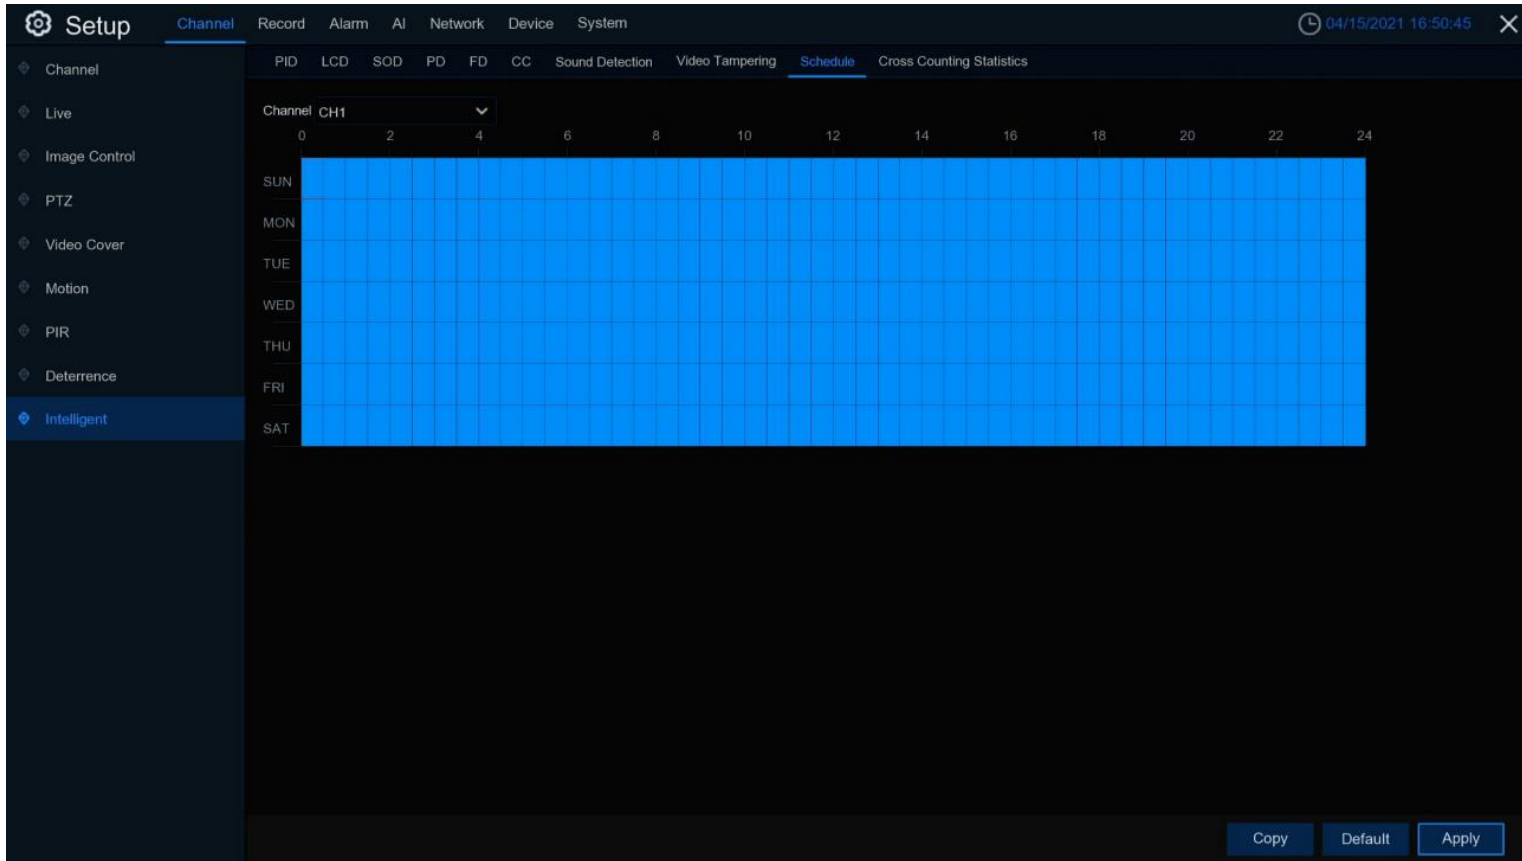 Setup Channel Record Alarm AI Network Device System 04/15/2021 16:50:45
PID LCD SOD PD FD CC Sound Detection Video Tampering Schedule Cross Counting Statistics
Channel
Live
Image Control
PTZ
Video Cover
Motion
PIR
Deterrence
Intelligent
Channel CH1
0 2 4 6 8 10 12 14 16 18 20 22 24
SUN
MON
TUE
WED
THU
FRI
SAT
Copy Default Apply